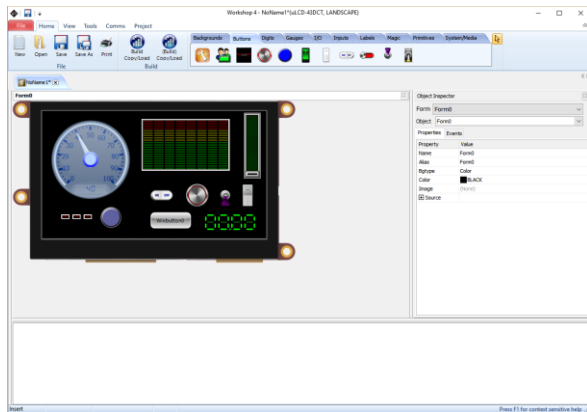 Workshop 4 - NoName1*(uLCD-43DCT, LANDSCAPE)
File Home View Tools Comms Project
New Open Save Save As Print
File
(Build) Copy/Load
(Build) Copy/Load
Build
Backgrounds Buttons Digits Gauges I/O Inputs Labels Magic Primitives System/Media
NoName1*
Form0
Object Inspector
Form Form0
Object Form0
Properties Events
Property Value
Name Form0
Alias Form0
Bgtype Color
Color BLACK
Image (None)
Source
Winbutton0
Insert
Press F1 for context sensitive help